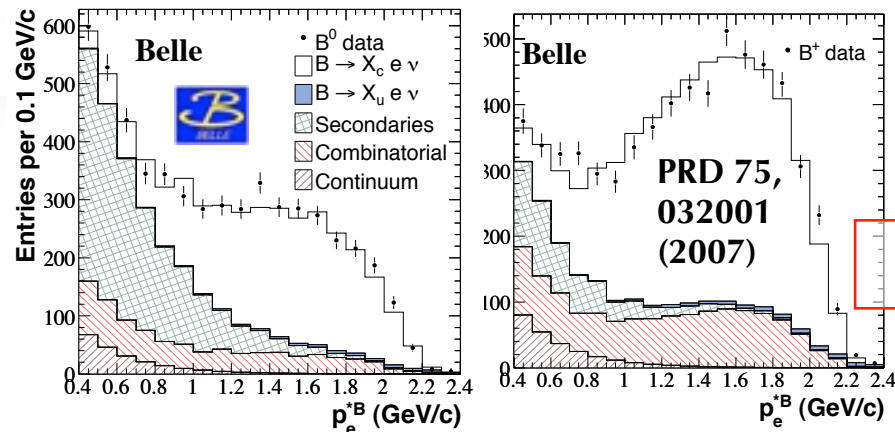 Entries per 0.1 GeV/c
600
500
400
300
200
100
0
Belle
B
BELLE
B⁰ data
B → X_c e ν
B → X_u e ν
Secondaries
Combinatorial
Continuum
0.4 0.6 0.8 1 1.2 1.4 1.6 1.8 2 2.2 2.4
p_e^{*B} (GeV/c)
500
400
300
200
100
0
Belle
B⁺ data
PRD 75,
032001
(2007)
0.4 0.6 0.8 1 1.2 1.4 1.6 1.8 2 2.2 2.4
p_e^{*B} (GeV/c)